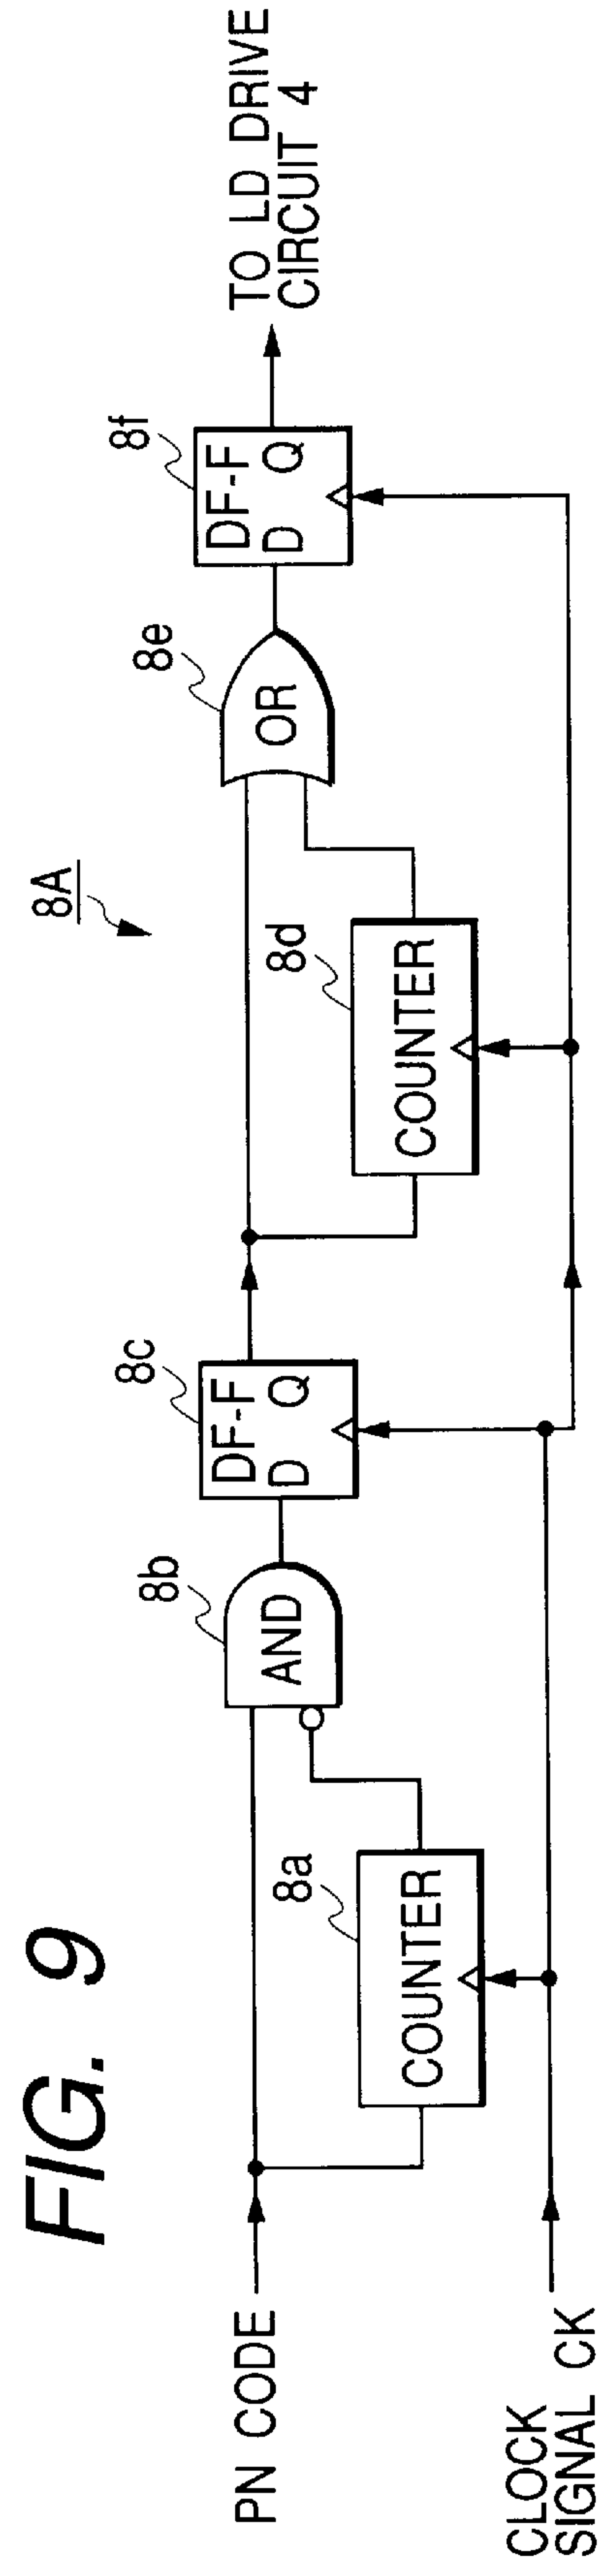 FIG. 9
8A
PN CODE
CLOCK
SIGNAL CK
8a
COUNTER
8b
AND
8c
DF-F
D Q
8d
COUNTER
8e
OR
8f
DF-F
D Q
TO LD DRIVE
CIRCUIT 4